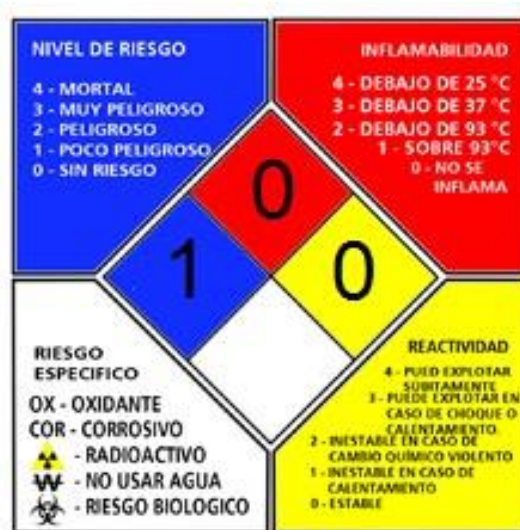 NIVEL DE RIESGO
4 - MORTAL
3 - MUY PELIGROSO
2 - PELIGROSO
1 - POCO PELIGROSO
0 - SIN RIESGO
INFLAMABILIDAD
4 - DEBAJO DE 25 °C
3 - DEBAJO DE 37 °C
2 - DEBAJO DE 93 °C
1 - SOBRE 93°C
0 - NO SE
INFLAMA
0
1
0
RIESGO
ESPECIFICO
OX - OXIDANTE
COR - CORROSIVO
- RADIOACTIVO
W - NO USAR AGUA
- RIESGO BIOLOGICO
REACTIVIDAD
4 - PUED EXPLOTAR
SÚBITAMENTE
3 - PUEDE EXPLOTAR EN
CASO DE CHOQUE O
CALENTAMIENTO.
2 - INESTABLE EN CASO DE
CAMBIO QUÍMICO VIOLENTO
1 - INESTABLE EN CASO DE
CALENTAMIENTO
0 - ESTABLE